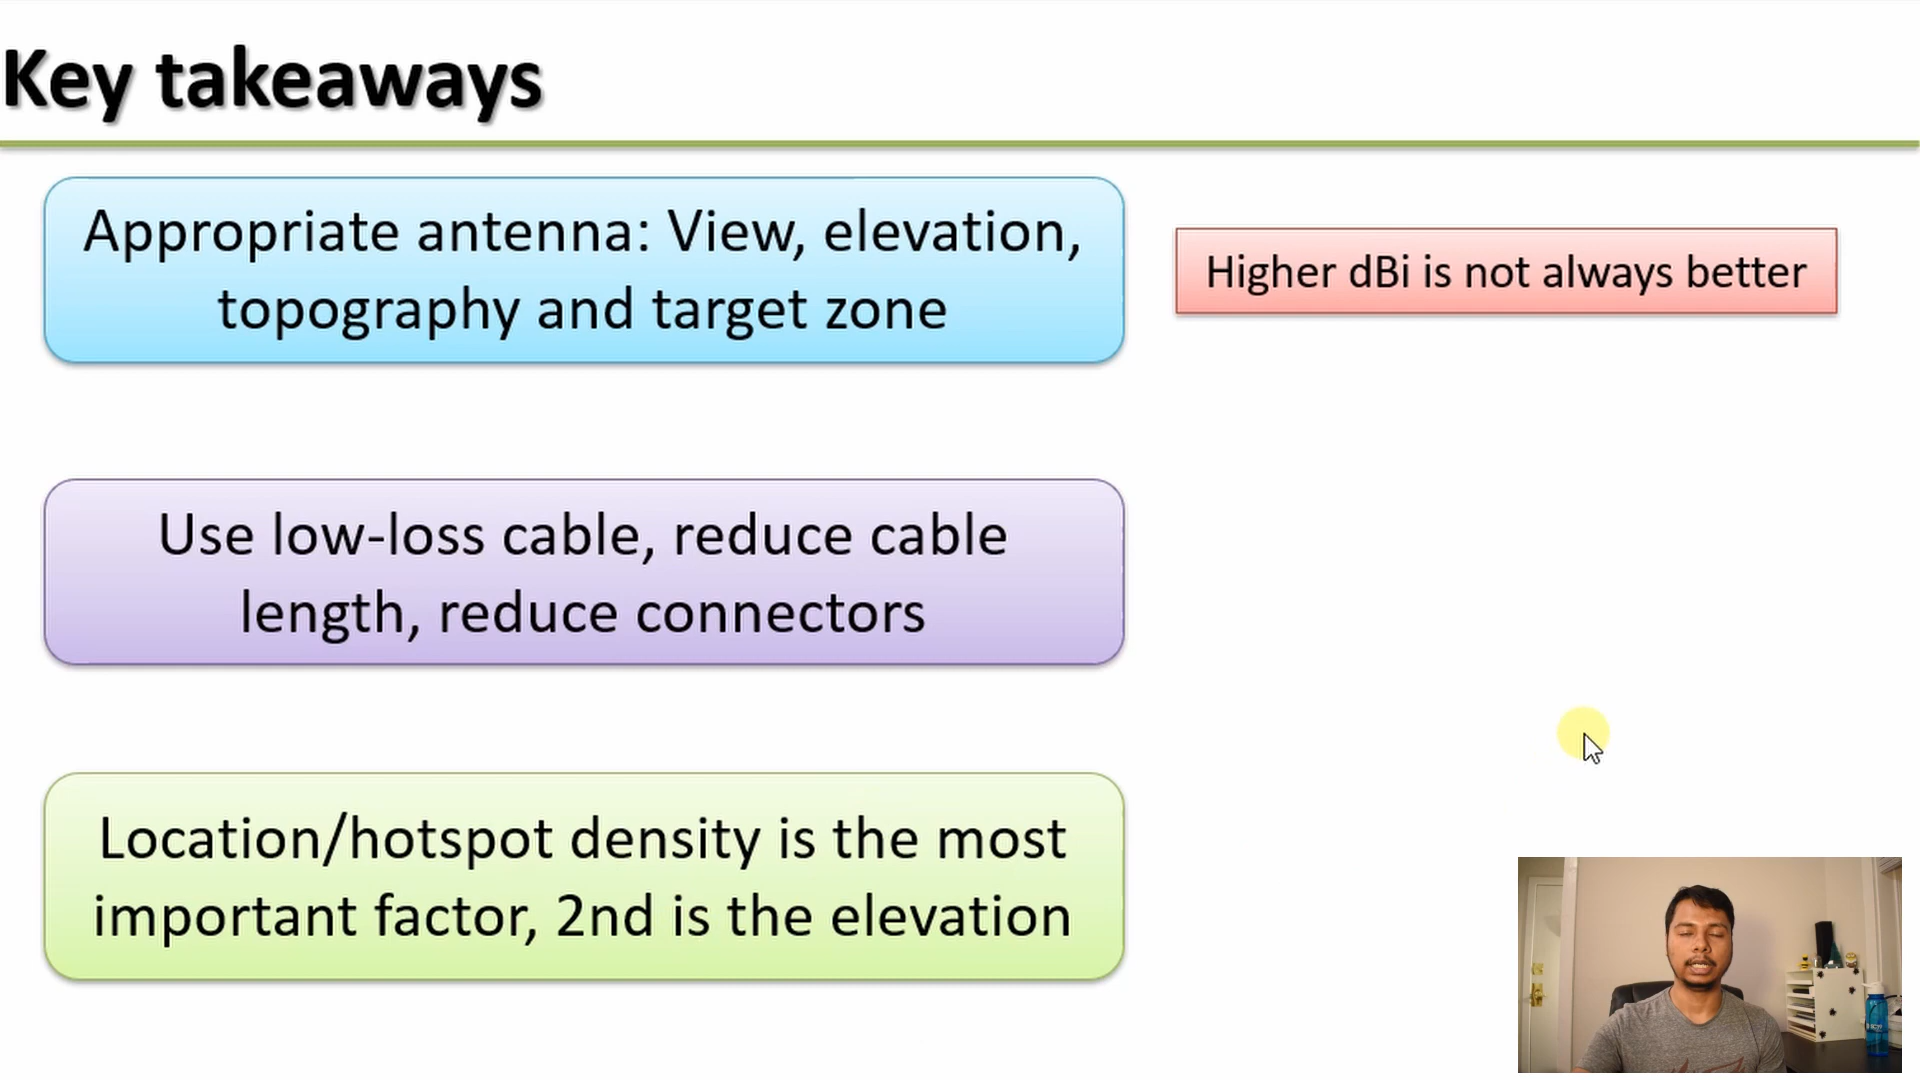 Key takeaways
Appropriate antenna: View, elevation,
topography and target zone
Higher dBi is not always better
Use low-loss cable, reduce cable
length, reduce connectors
Location/hotspot density is the most
important factor, 2nd is the elevation